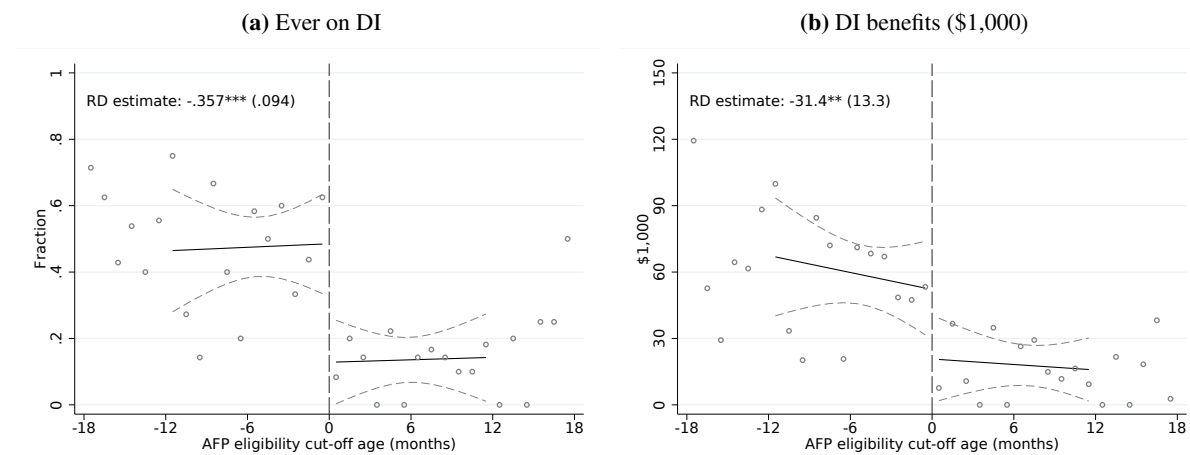 (a) Ever on DI
RD estimate: -.357*** (.094)
Fraction
1
.8
.6
.4
.2
0
-18 -12 -6 0 6 12 18
AFP eligibility cut-off age (months)
(b) DI benefits ($1,000)
RD estimate: -31.4** (13.3)
$1,000
150
120
90
60
30
0
-18 -12 -6 0 6 12 18
AFP eligibility cut-off age (months)